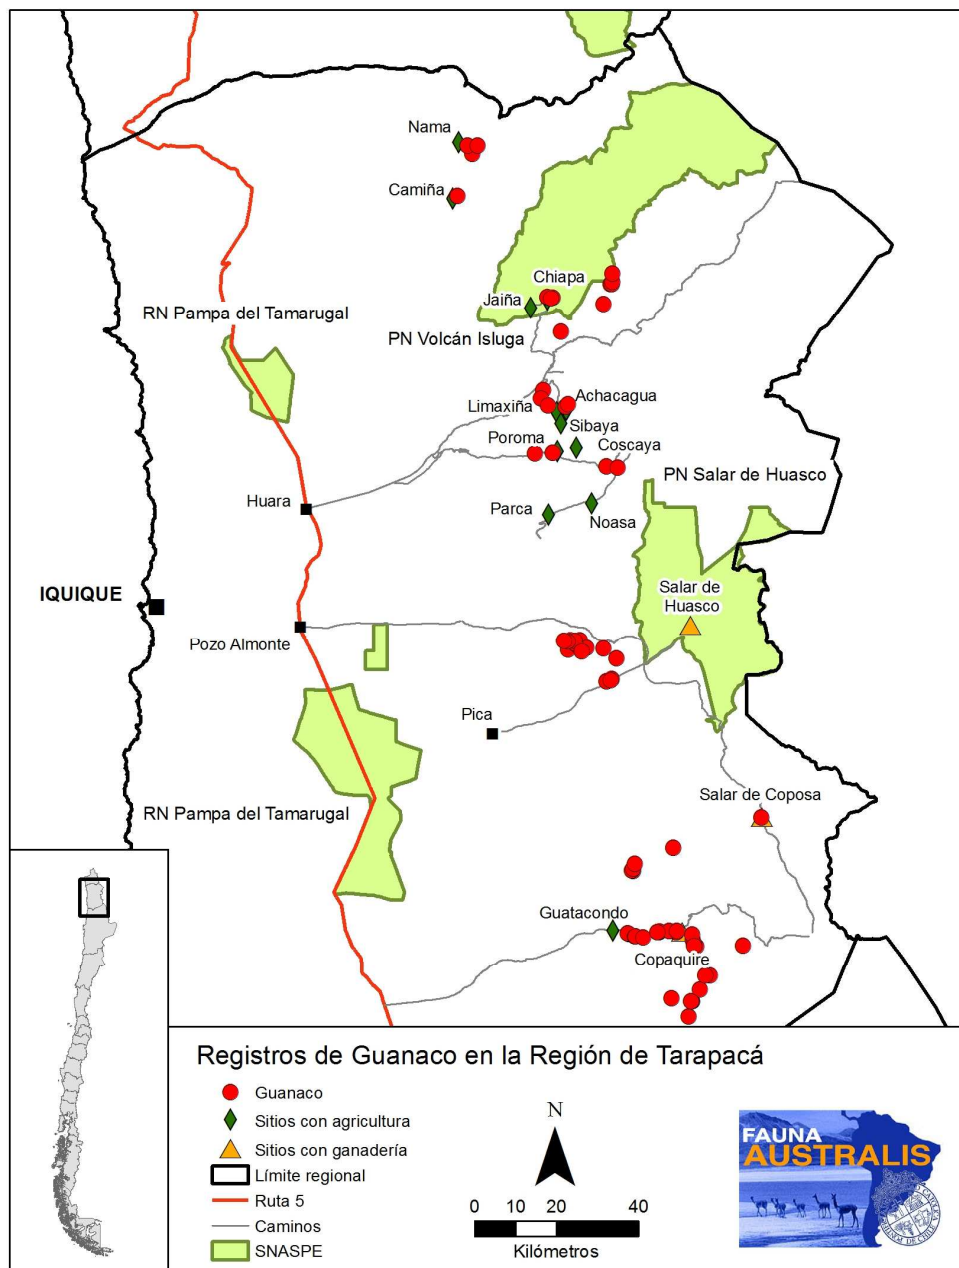 Nama
Camiña
Chiapa
Jaiña
RN Pampa del Tamarugal
PN Volcán Isluga
Achacagua
Limaxiña
Sibaya
Poroma
Coscaya
PN Salar de Huasco
Huara
Parca
Noasa
Salar de
Huasco
IQUIQUE
Pozo Almonte
Pica
Salar de Coposa
RN Pampa del Tamarugal
Guatacondo
Copaquire
Registros de Guanaco en la Región de Tarapacá
Guanaco
Sitios con agricultura
Sitios con ganadería
Límite regional
Ruta 5
Caminos
SNASPE
N
0 10 20 40
Kilómetros
FAUNA
AUSTRALIS